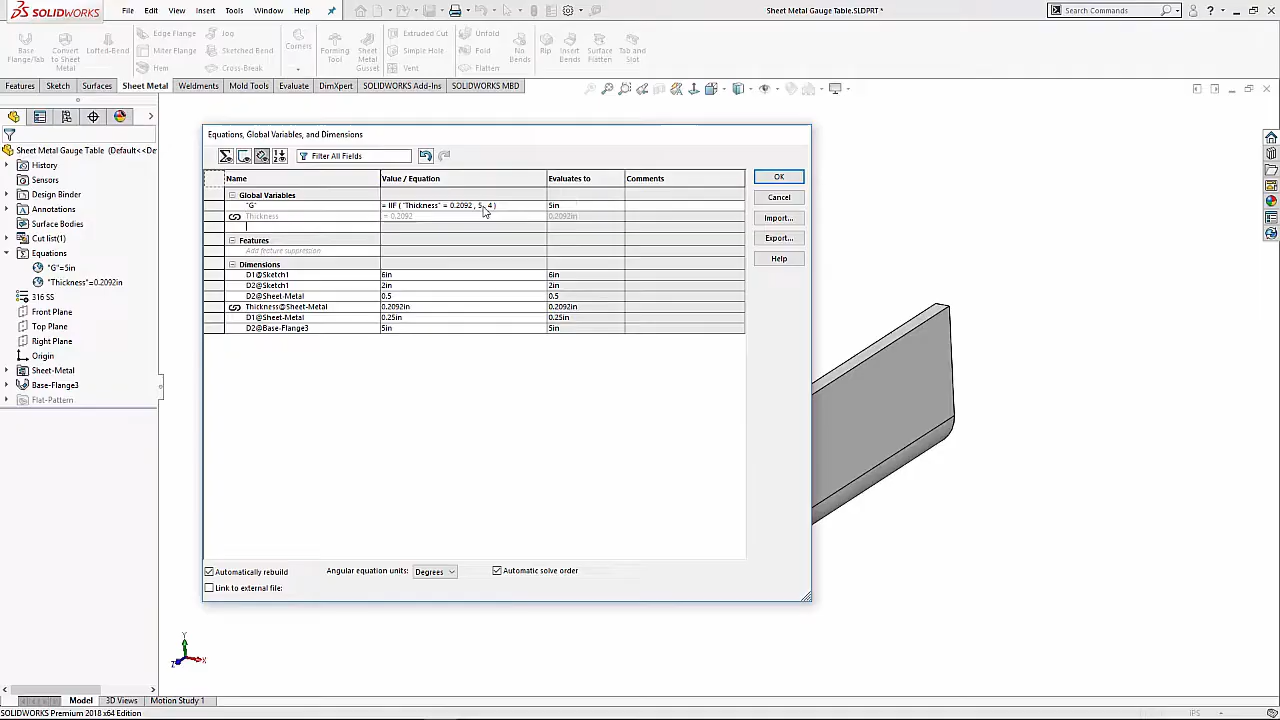 SOLIDWORKS
File Edit View Insert Tools Window Help
Sheet Metal Gauge Table.SLDPRT *
Search Commands
Base Flange/Tab
Convert to Sheet Metal
Lofted-Bend
Edge Flange
Miter Flange
Hem
Jog
Sketched Bend
Cross-Break
Corners
Forming Tool
Sheet Metal Gusset
Extruded Cut
Simple Hole
Vent
No Bends
Unfold
Fold
Flatten
Rip
Insert Bends
Surface Flatten
Tab and Slot
Features Sketch Surfaces Sheet Metal Weldments Mold Tools Evaluate DimXpert SOLIDWORKS Add-Ins SOLIDWORKS MBD
Sheet Metal Gauge Table (Default<<De
History
Sensors
Design Binder
Annotations
Surface Bodies
Cut list(1)
Equations
"G"=5in
"Thickness"=0.2092in
316 SS
Front Plane
Top Plane
Right Plane
Origin
Sheet-Metal
Base-Flange3
Flat-Pattern
Equations, Global Variables, and Dimensions
Filter All Fields
Name Value / Equation Evaluates to Comments
Global Variables
"G" = IIF ( "Thickness" = 0.2092 , 5 , 4 ) 5in
Thickness = 0.2092 0.2092in
Features
Add feature suppression
Dimensions
D1@Sketch1 6in 6in
D2@Sketch1 2in 2in
D2@Sheet-Metal 0.5 0.5
Thickness@Sheet-Metal 0.2092in 0.2092in
D1@Sheet-Metal 0.25in 0.25in
D2@Base-Flange3 5in 5in
OK
Cancel
Import...
Export...
Help
Automatically rebuild
Angular equation units: Degrees
Automatic solve order
Link to external file:
Y
Z
X
Model 3D Views Motion Study 1
SOLIDWORKS Premium 2018 x64 Edition
IPS